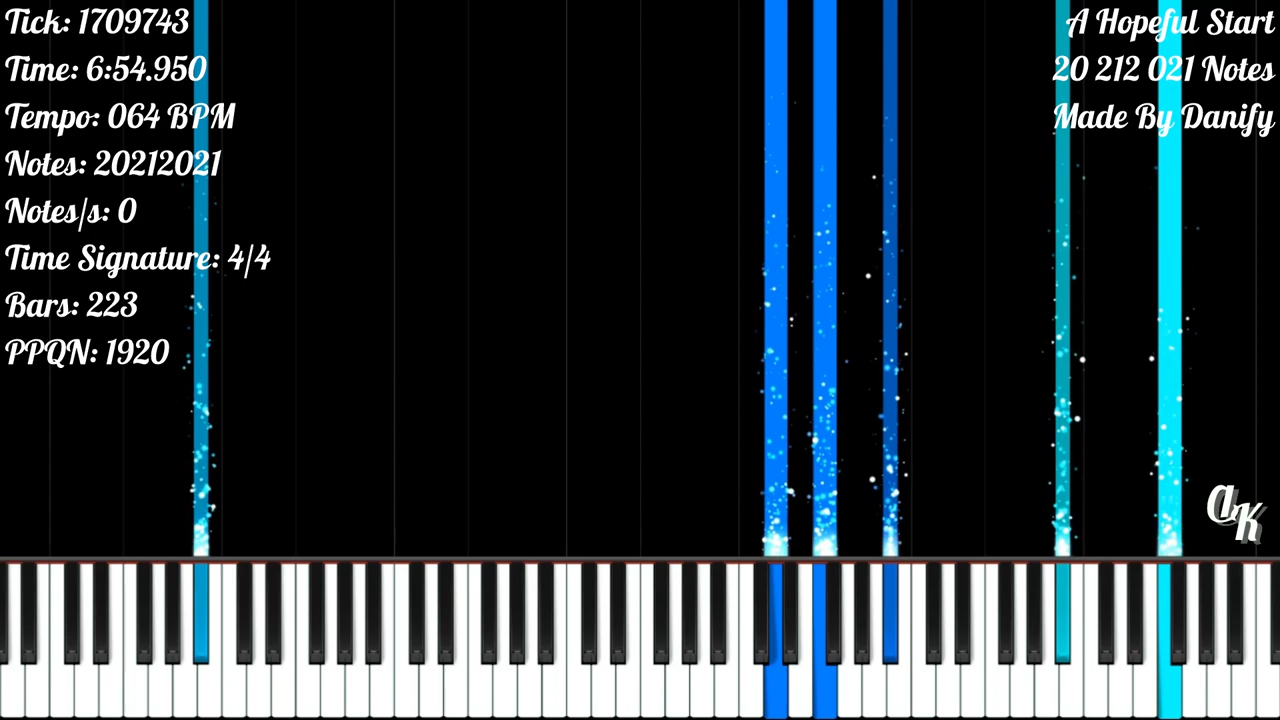 Tick: 1709743
Time: 6:54.950
Tempo: 064 BPM
Notes: 20212021
Notes/s: 0
Time Signature: 4/4
Bars: 223
PPQN: 1920
A Hopeful Start
20 212 021 Notes
Made By Danify
aK